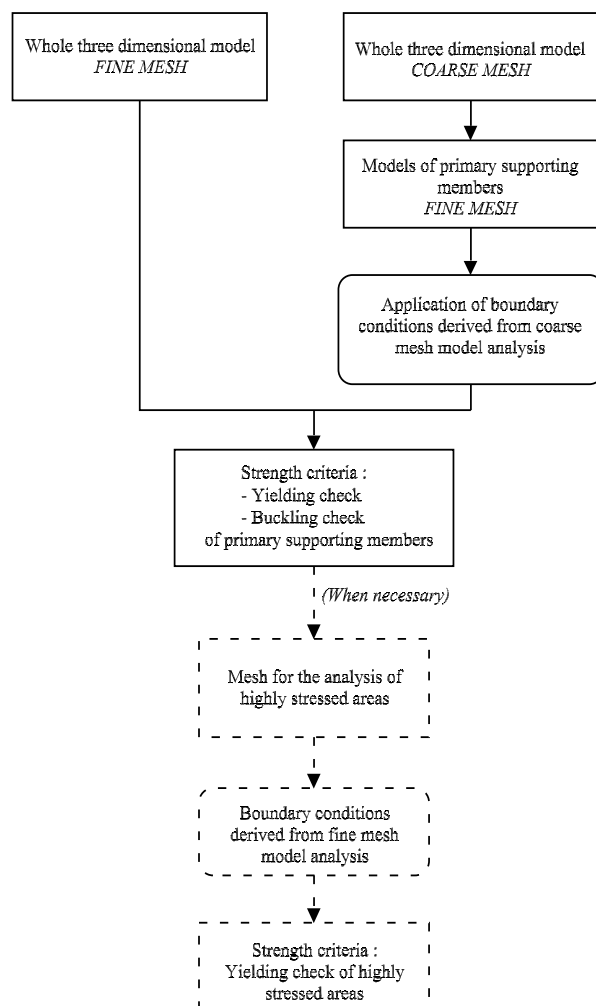 Whole three dimensional model
FINE MESH
Whole three dimensional model
COARSE MESH
Models of primary supporting
members
FINE MESH
Application of boundary
conditions derived from coarse
mesh model analysis
Strength criteria :
- Yielding check
- Buckling check
of primary supporting members
(When necessary)
Mesh for the analysis of
highly stressed areas
Boundary conditions
derived from fine mesh
model analysis
Strength criteria :
Yielding check of highly
stressed areas